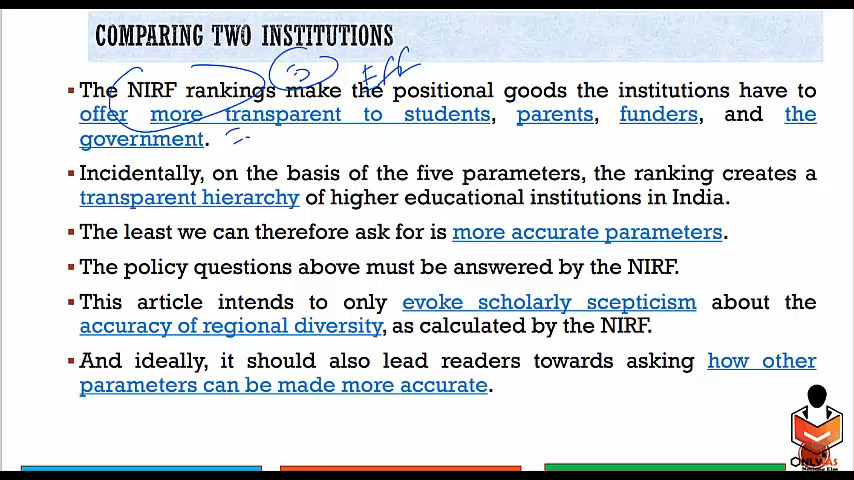 COMPARING TWO INSTITUTIONS
Eff
▪ The NIRF rankings make the positional goods the institutions have to
offer more transparent to students, parents, funders, and the
government.
▪ Incidentally, on the basis of the five parameters, the ranking creates a
transparent hierarchy of higher educational institutions in India.
▪ The least we can therefore ask for is more accurate parameters.
▪ The policy questions above must be answered by the NIRF.
▪ This article intends to only evoke scholarly scepticism about the
accuracy of regional diversity, as calculated by the NIRF.
▪ And ideally, it should also lead readers towards asking how other
parameters can be made more accurate.
ONLY IAS
Nothing Else